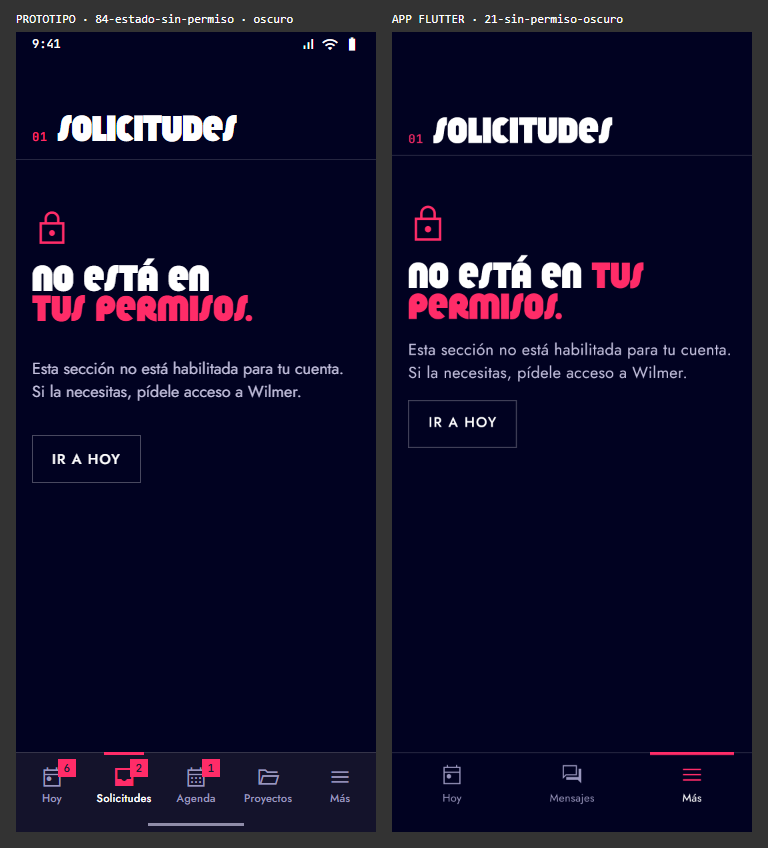 PROTOTIPO · 84-estado-sin-permiso · oscuro
9:41
01 SOLICITUDES
NO ESTÁ EN
TUS PERMISOS.
Esta sección no está habilitada para tu cuenta.
Si la necesitas, pídele acceso a Wilmer.
IR A HOY
6
2
1
Hoy
Solicitudes
Agenda
Proyectos
Más
APP FLUTTER · 21-sin-permiso-oscuro
01 SOLICITUDES
NO ESTÁ EN TUS
PERMISOS.
Esta sección no está habilitada para tu cuenta.
Si la necesitas, pídele acceso a Wilmer.
IR A HOY
Hoy
Mensajes
Más